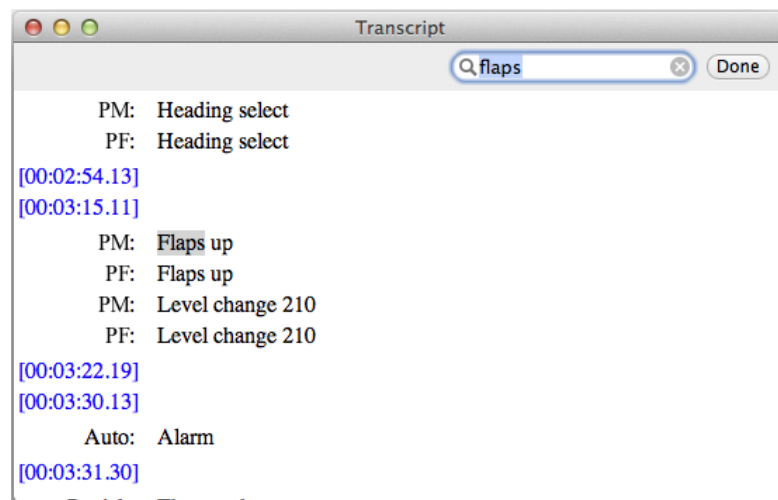 Transcript
flaps
Done
PM: Heading select
PF: Heading select
[00:02:54.13]
[00:03:15.11]
PM: Flaps up
PF: Flaps up
PM: Level change 210
PF: Level change 210
[00:03:22.19]
[00:03:30.13]
Auto: Alarm
[00:03:31.30]